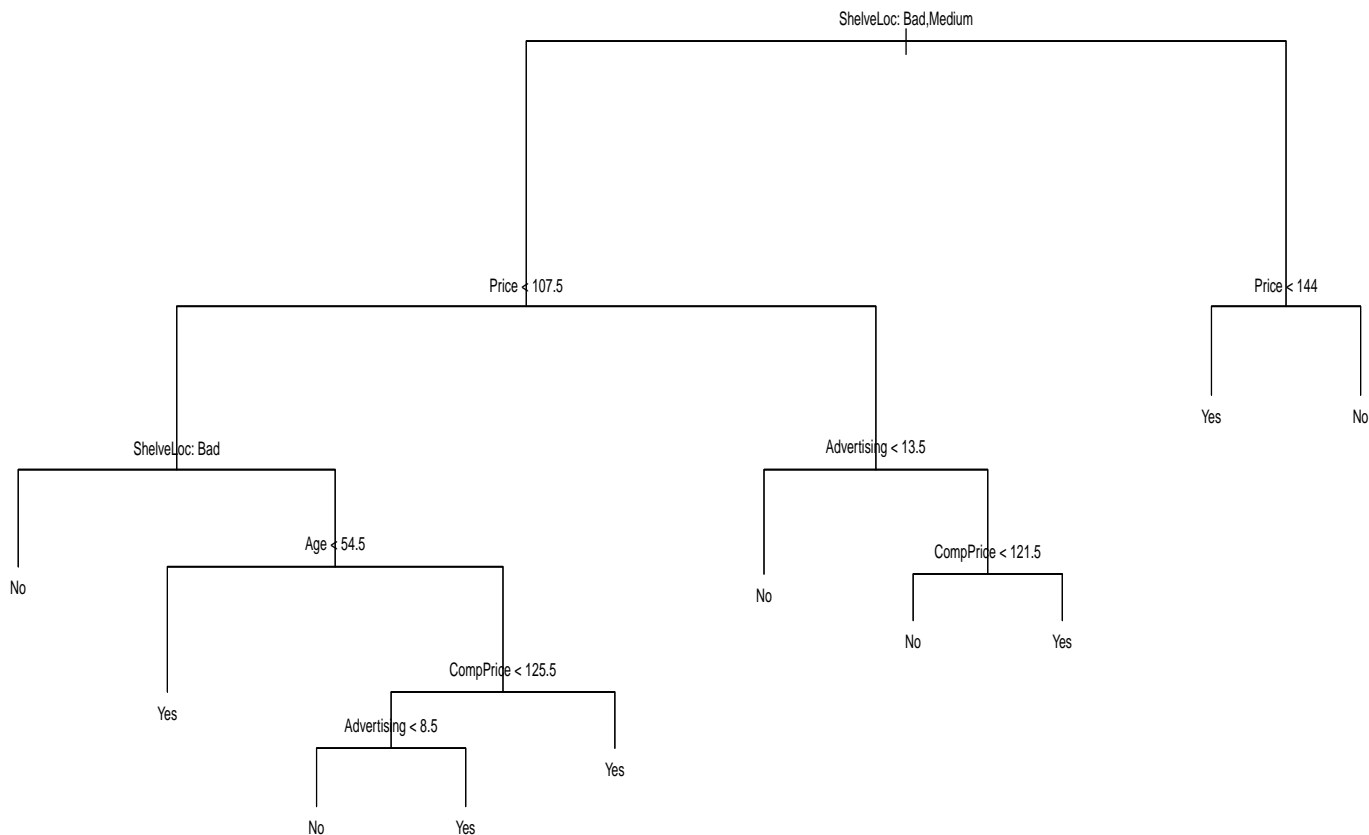 ShelveLoc: Bad,Medium
Price < 107.5
Price < 144
Yes
No
ShelveLoc: Bad
Advertising < 13.5
Age < 54.5
CompPrice < 121.5
No
No
No
Yes
CompPrice < 125.5
Yes
Advertising < 8.5
Yes
No
Yes